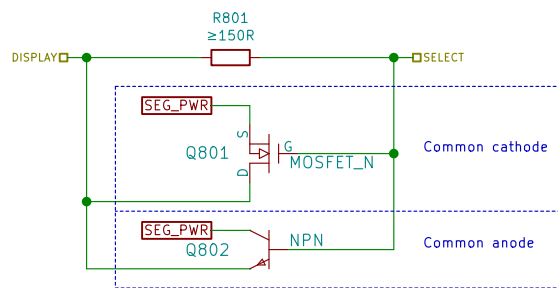 R801
≥150R
DISPLAY
SELECT
SEG_PWR
S
Q801
G
MOSFET_N
D
Common cathode
SEG_PWR
Q802
NPN
Common anode